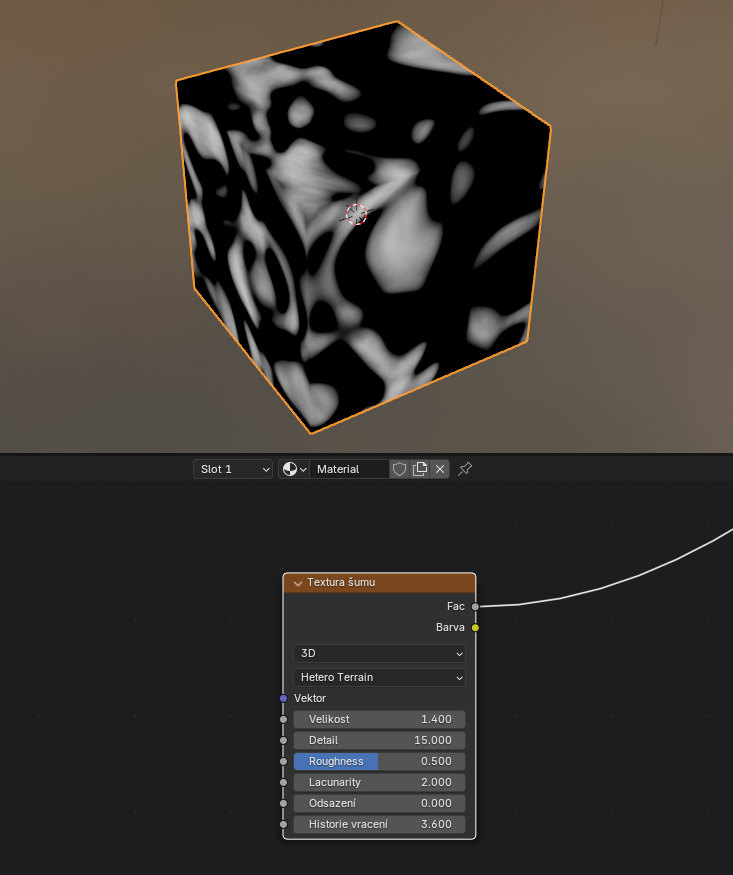 Slot 1
Material
Textura šumu
Fac
Barva
3D
Hetero Terrain
Vektor
Velikost 1.400
Detail 15.000
Roughness 0.500
Lacunarity 2.000
Odsazení 0.000
Historie vracení 3.600